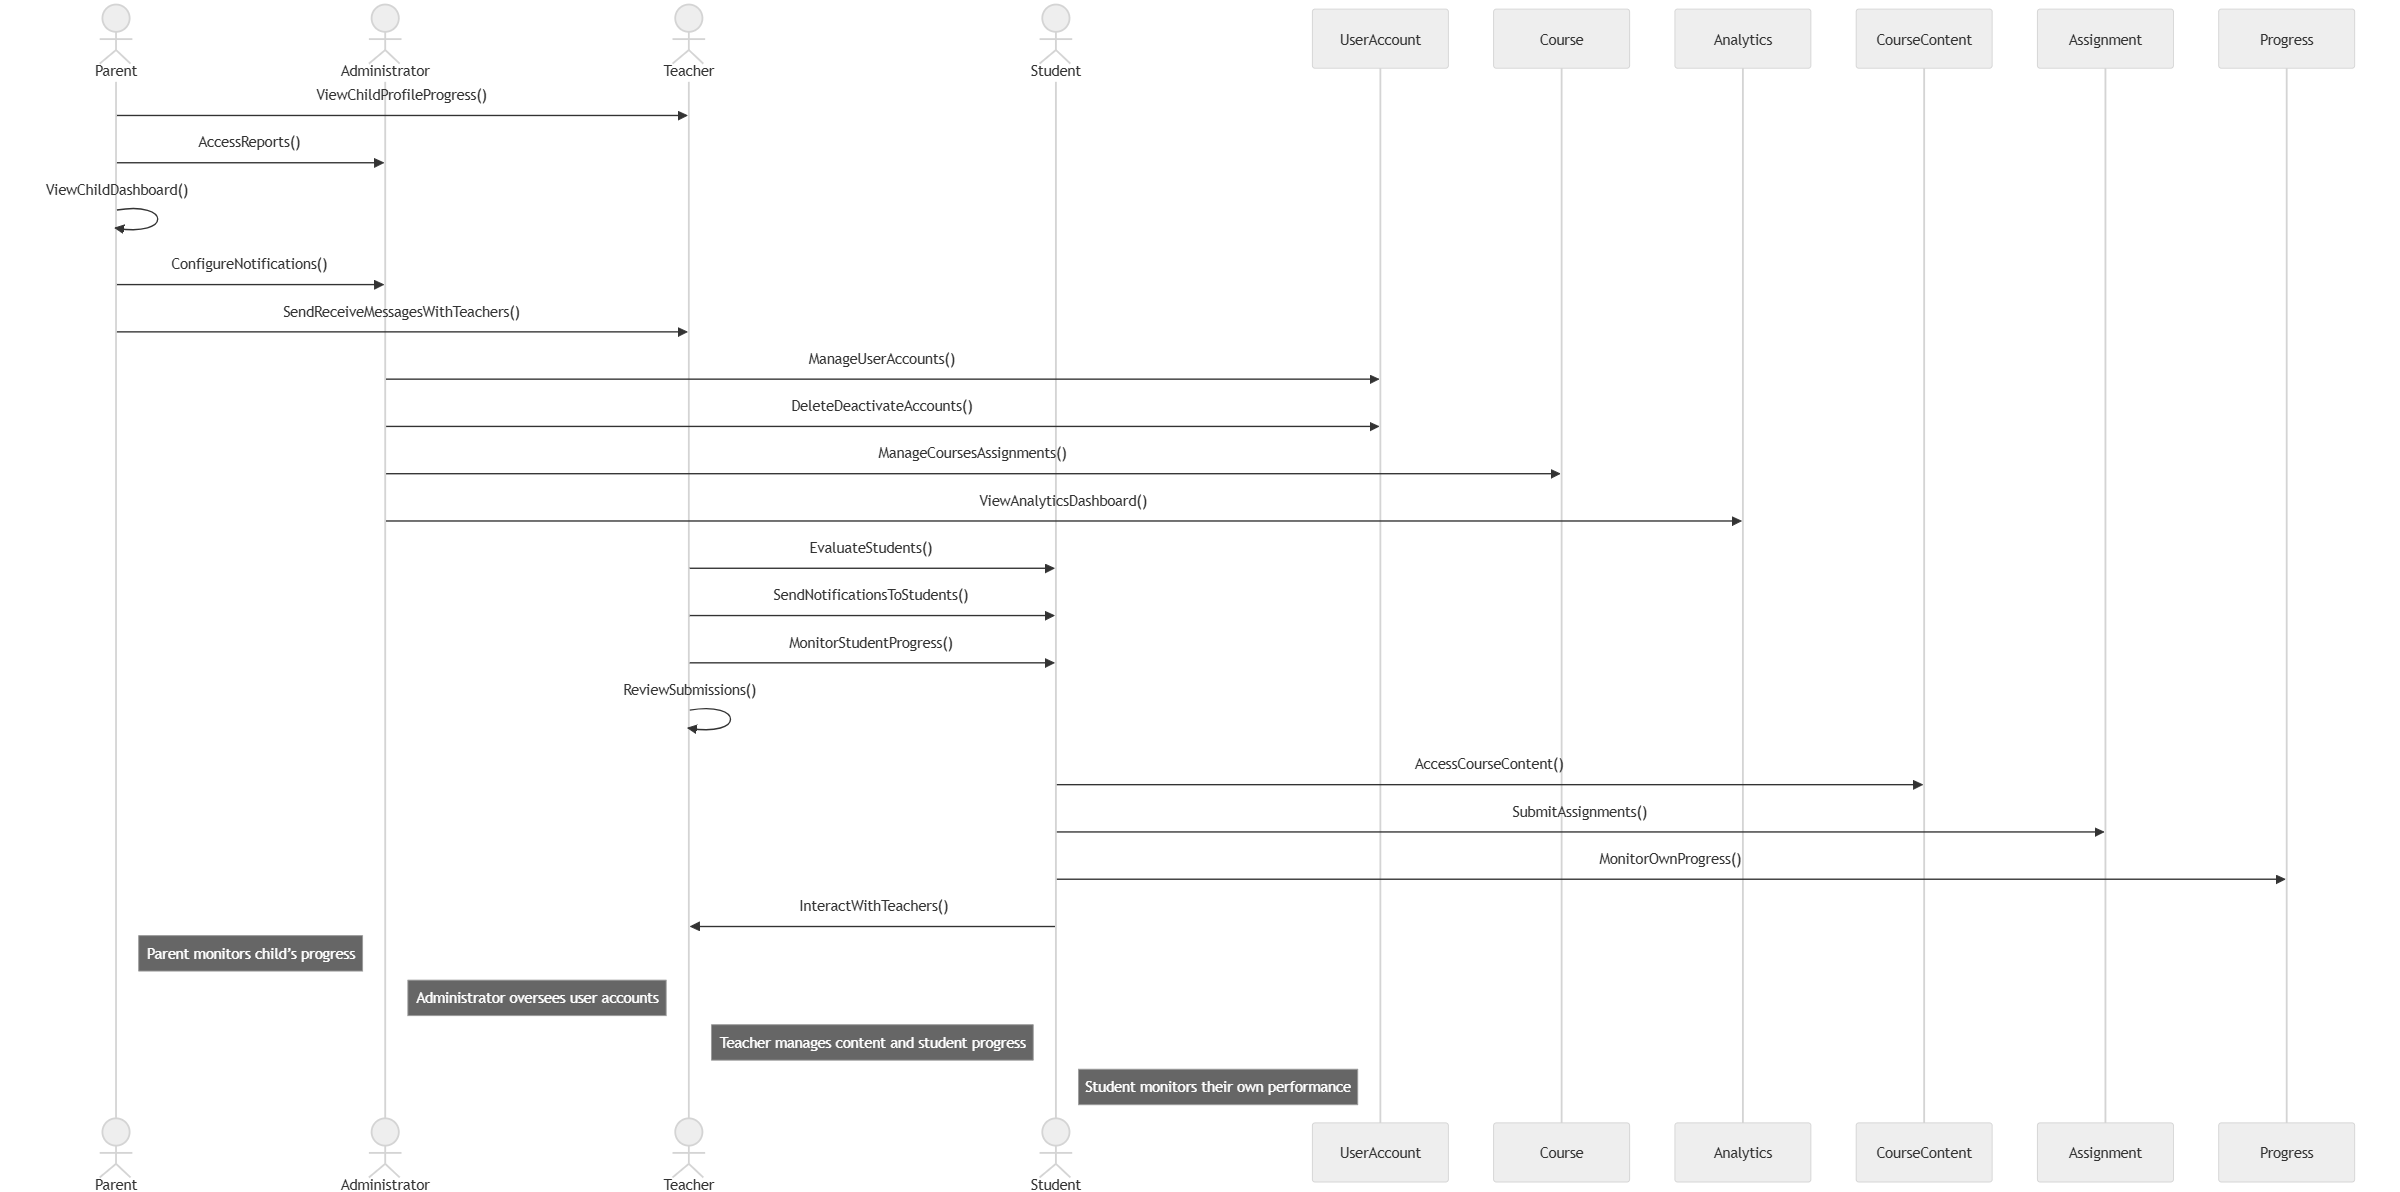 Parent
Administrator
Teacher
Student
UserAccount
Course
Analytics
CourseContent
Assignment
Progress
ViewChildProfileProgress()
AccessReports()
ViewChildDashboard()
ConfigureNotifications()
SendReceiveMessagesWithTeachers()
ManageUserAccounts()
DeleteDeactivateAccounts()
ManageCoursesAssignments()
ViewAnalyticsDashboard()
EvaluateStudents()
SendNotificationsToStudents()
MonitorStudentProgress()
ReviewSubmissions()
AccessCourseContent()
SubmitAssignments()
MonitorOwnProgress()
InteractWithTeachers()
Parent monitors child's progress
Administrator oversees user accounts
Teacher manages content and student progress
Student monitors their own performance
Parent
Administrator
Teacher
Student
UserAccount
Course
Analytics
CourseContent
Assignment
Progress